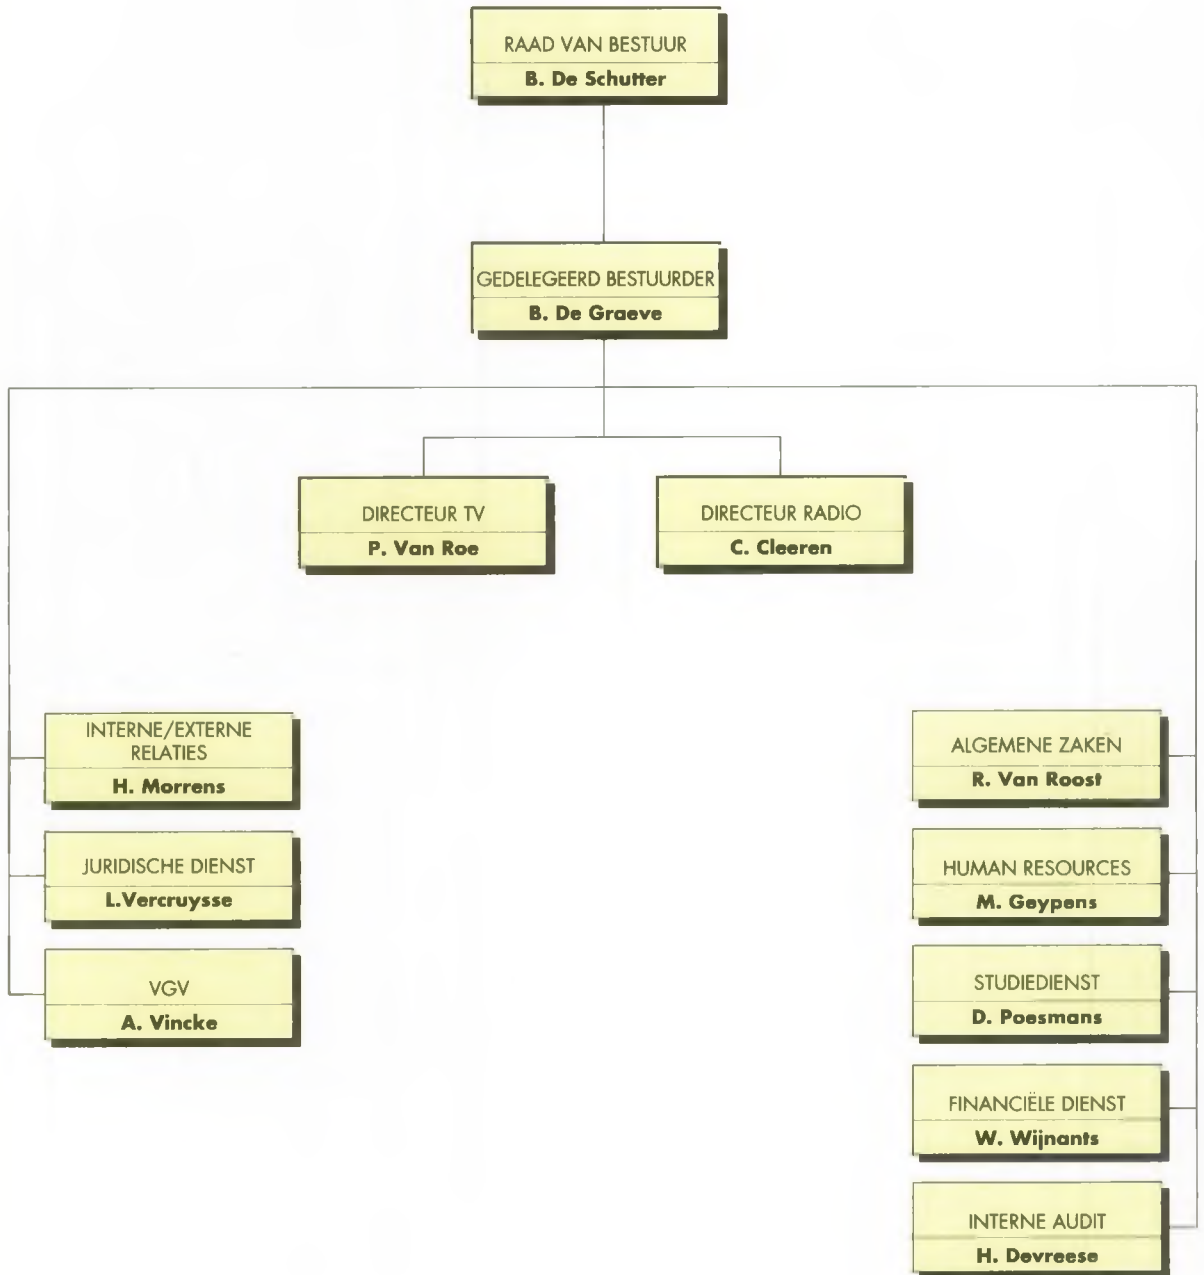 RAAD VAN BESTUUR
B. De Schutter
GEDELEGEERD BESTUURDER
B. De Graeve
DIRECTEUR TV
P. Van Roe
DIRECTEUR RADIO
C. Cleeren
INTERNE/EXTERNE
RELATIES
H. Morrens
JURIDISCHE DIENST
L.Vercruysse
VGV
A. Vincke
ALGEMENE ZAKEN
R. Van Roost
HUMAN RESOURCES
M. Geypens
STUDIEDIENST
D. Poesmans
FINANCIËLE DIENST
W. Wijnants
INTERNE AUDIT
H. Devreese